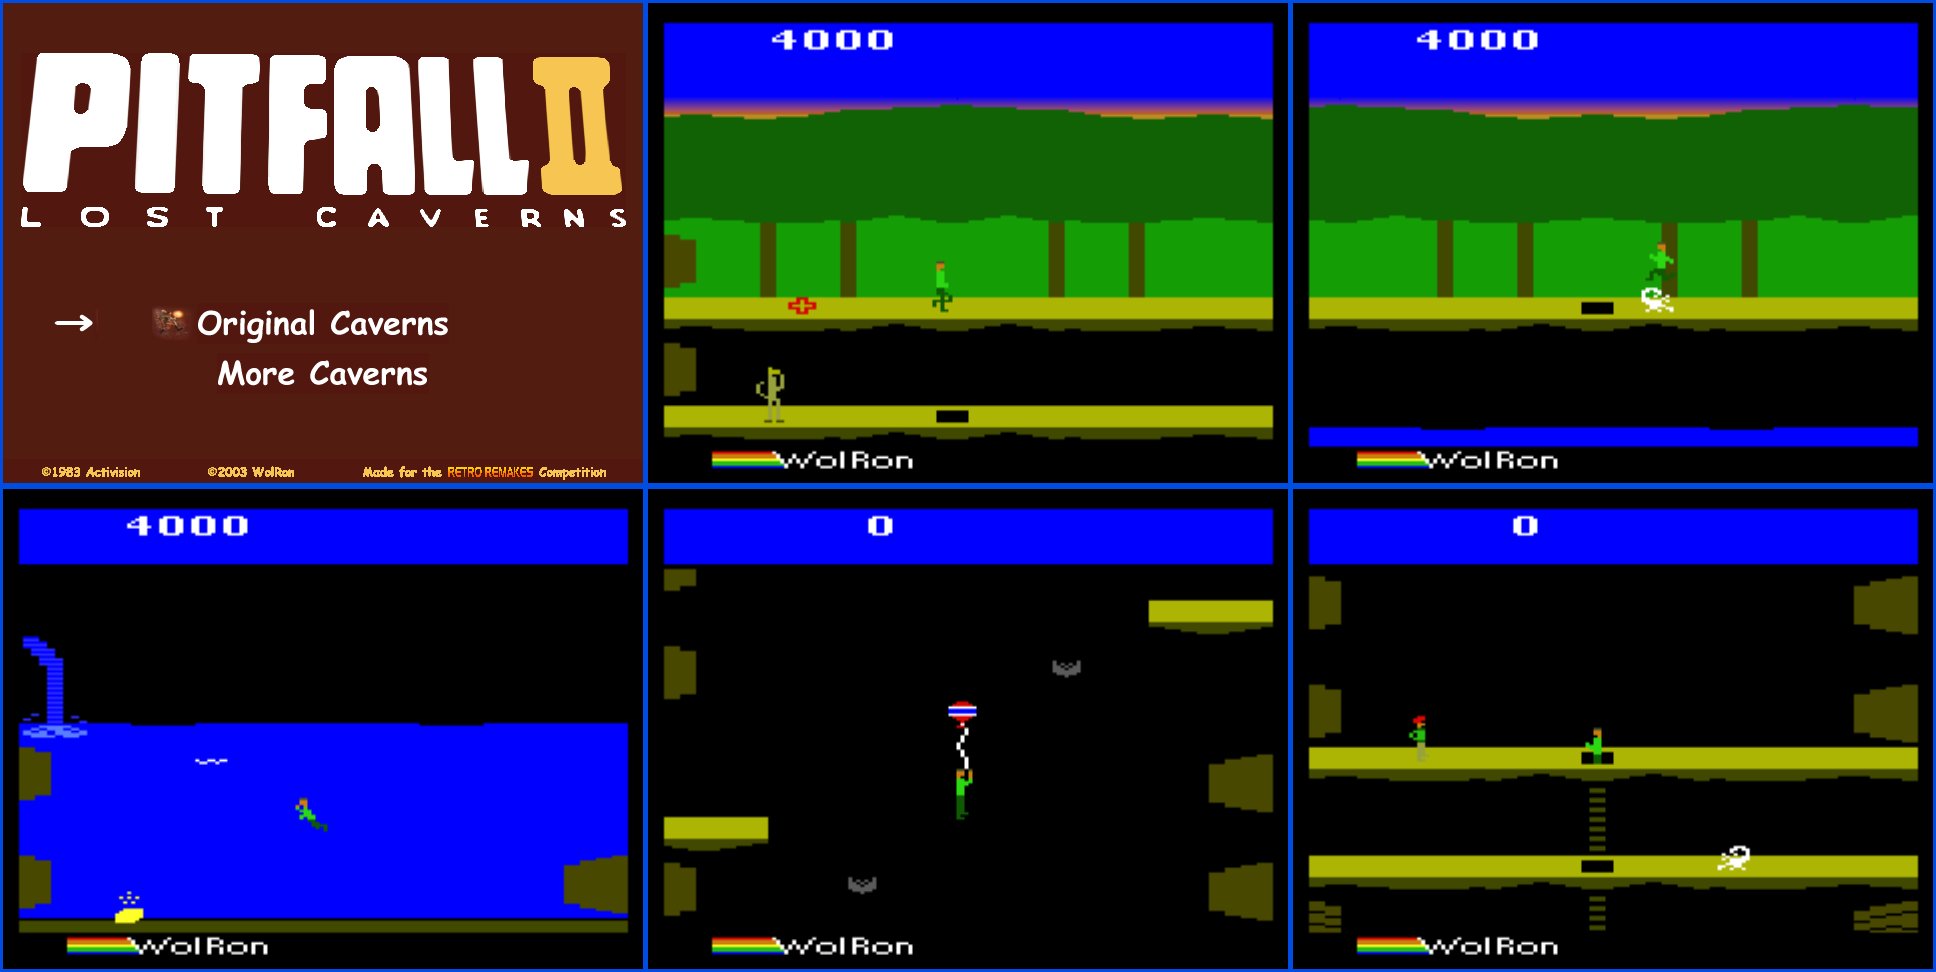 PITFALL II
LOST CAVERNS
→ Original Caverns
More Caverns
©1983 Activision ©2003 WolRon Made for the RETRO REMAKES Competition
4000
WolRon
4000
WolRon
4000
WolRon
0
WolRon
0
WolRon